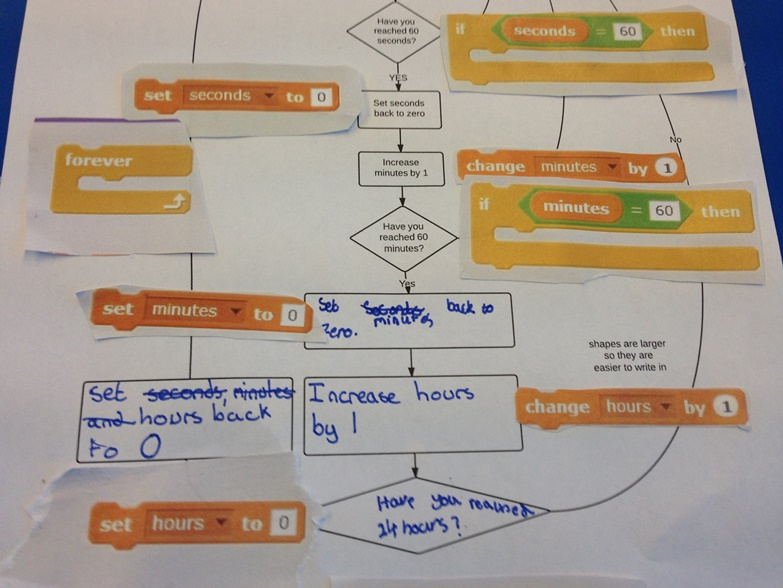 Have you
reached 60
seconds?
if seconds = 60 then
YES
set seconds to 0
Set seconds
back to zero
No
forever
Increase
minutes by 1
change minutes by 1
Have you
reached 60
minutes?
if minutes = 60 then
Yes
set minutes to 0
Set seconds back to
minutes
Zero.
shapes are larger
so they are
easier to write in
set seconds, minutes
and hours back
to 0
Increase hours
by 1
change hours by 1
set hours to 0
Have you reached
24 hours?